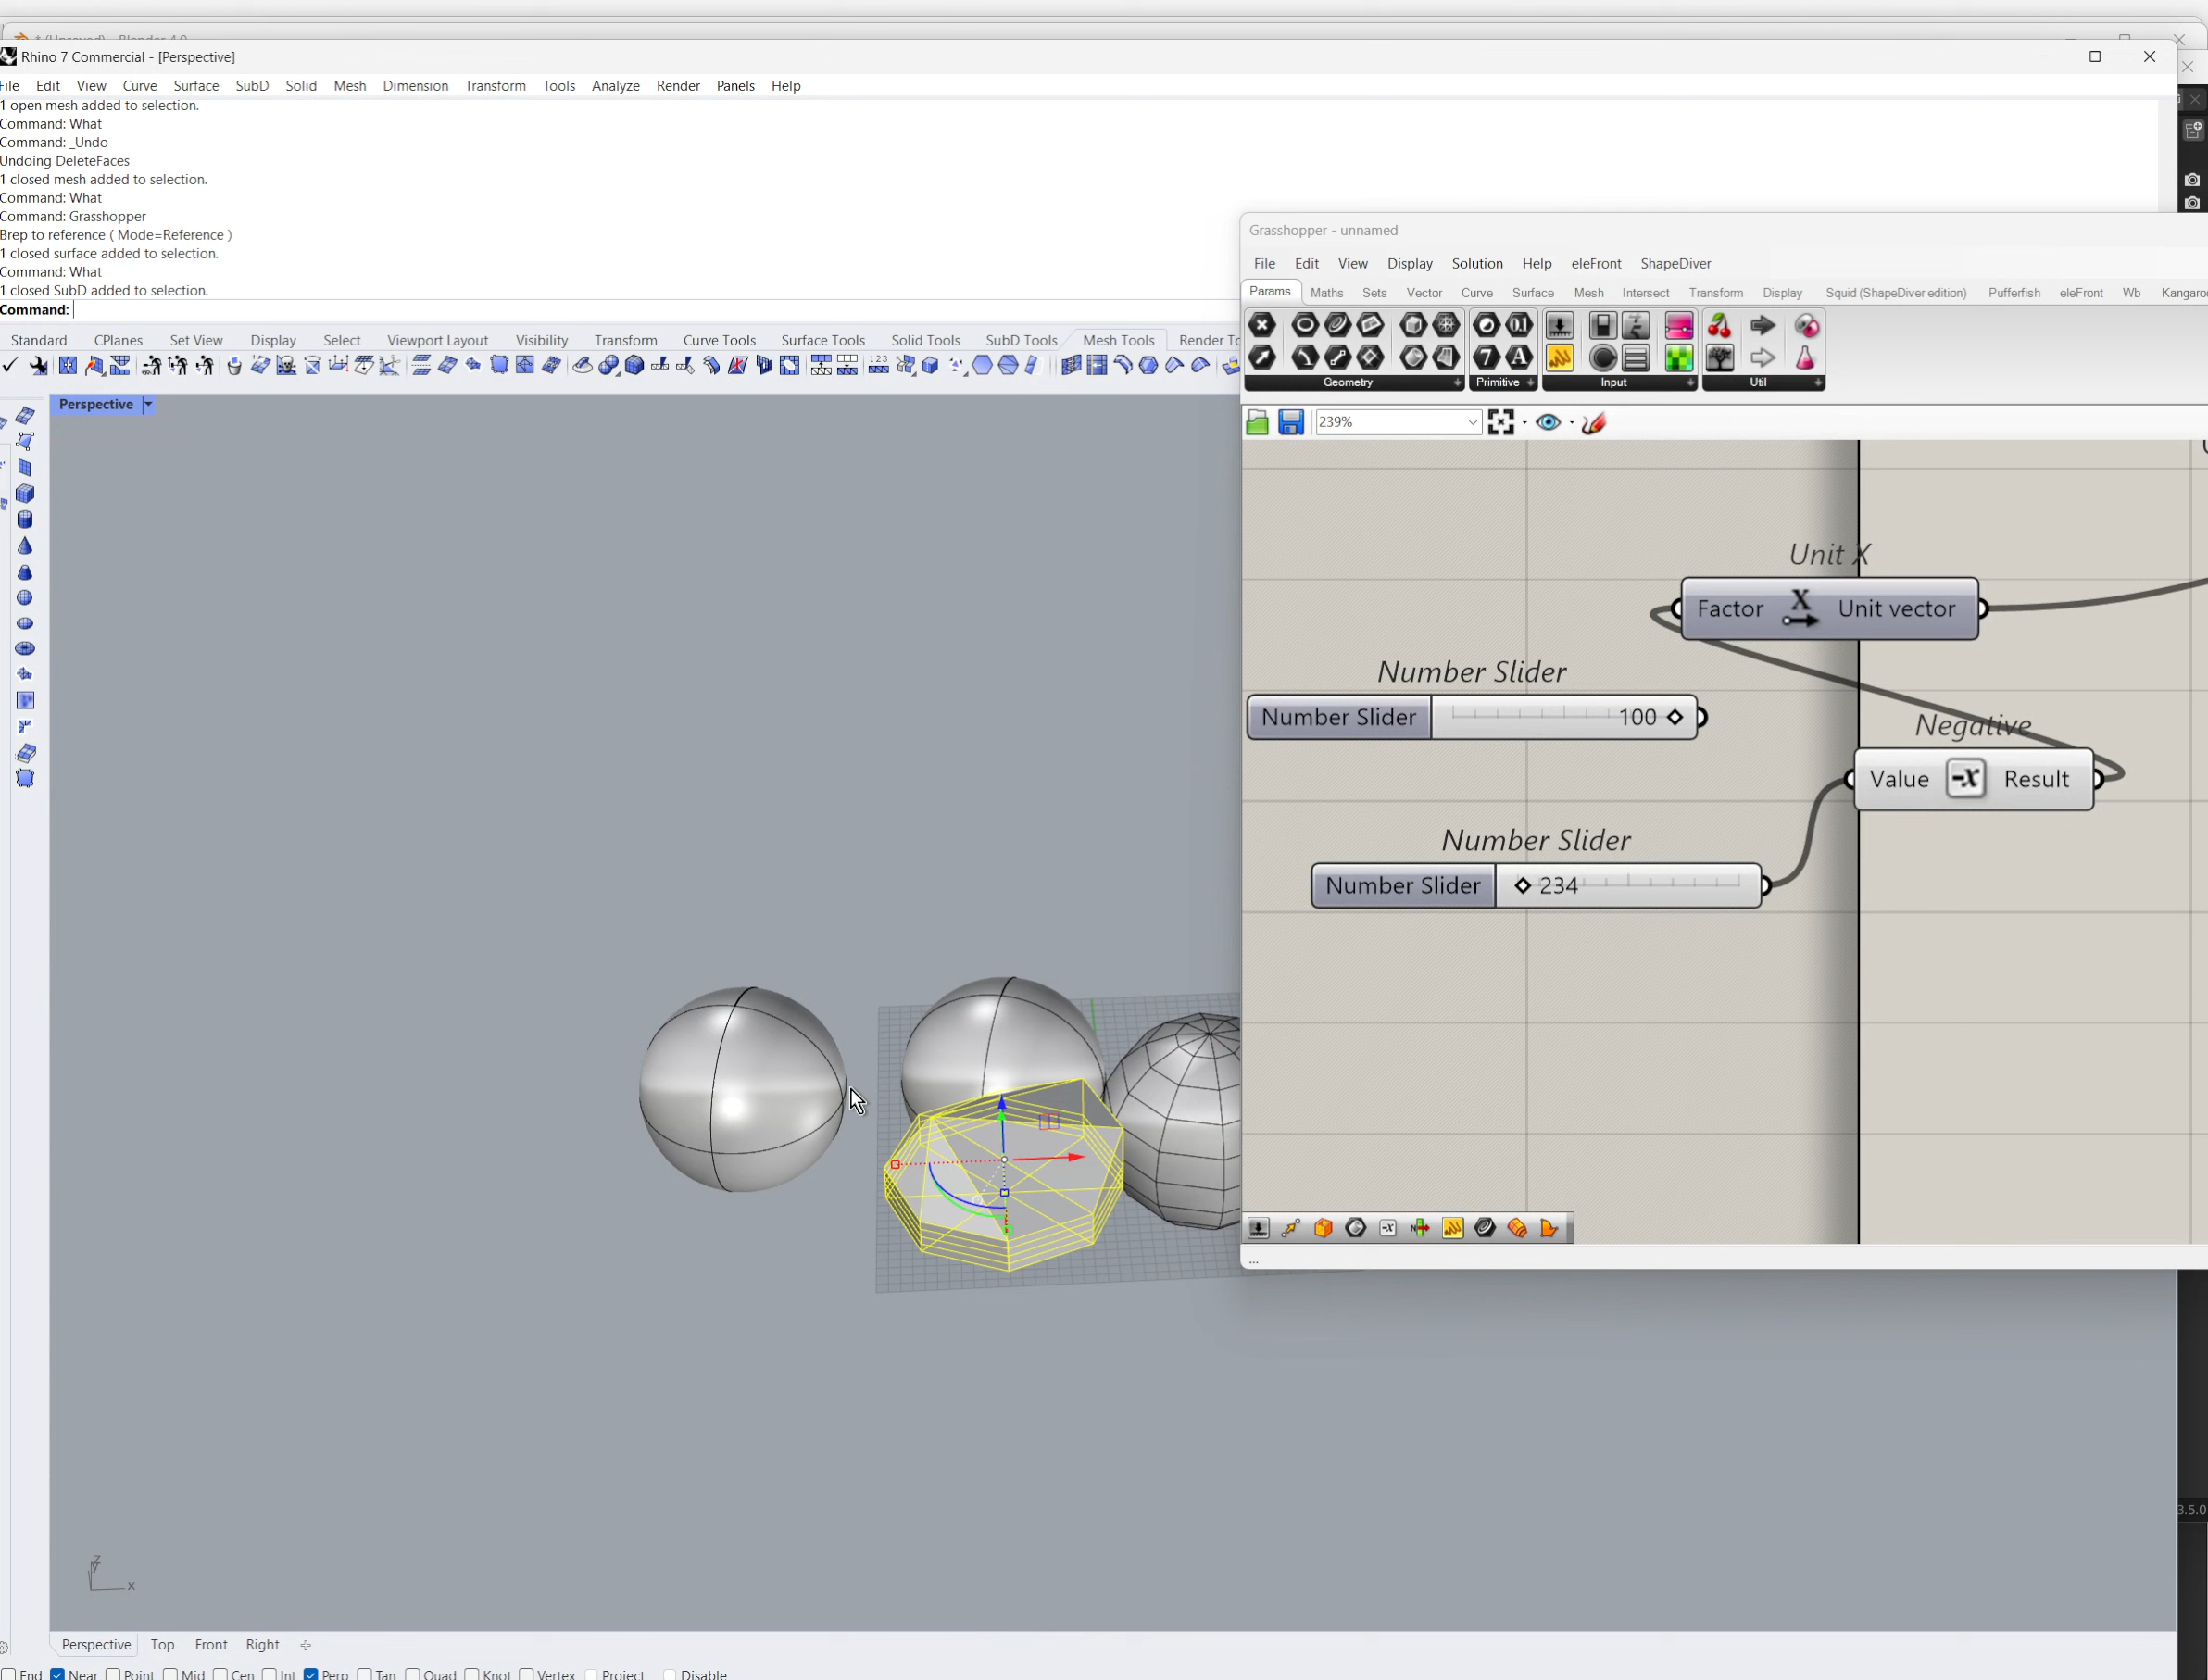 Rhino 7 Commercial - [Perspective]
File Edit View Curve Surface SubD Solid Mesh Dimension Transform Tools Analyze Render Panels Help
1 open mesh added to selection.
Command: What
Command: _Undo
Undoing DeleteFaces
1 closed mesh added to selection.
Command: What
Command: Grasshopper
Brep to reference ( Mode=Reference )
1 closed surface added to selection.
Command: What
1 closed SubD added to selection.
Command:
Standard CPlanes Set View Display Select Viewport Layout Visibility Transform Curve Tools Surface Tools Solid Tools SubD Tools Mesh Tools Render To
Perspective
Grasshopper - unnamed
File Edit View Display Solution Help eleFront ShapeDiver
Params Maths Sets Vector Curve Surface Mesh Intersect Transform Display Squid (ShapeDiver edition) Pufferfish eleFront Wb Kangaroo
Geometry Primitive Input Util
239%
Unit X
Factor X Unit vector
Number Slider
Number Slider 100
Negative
Value -x Result
Number Slider
Number Slider 234
...
3.5.0
z
y
x
Perspective Top Front Right
End Near Point Mid Cen Int Perp Tan Quad Knot Vertex Project Disable